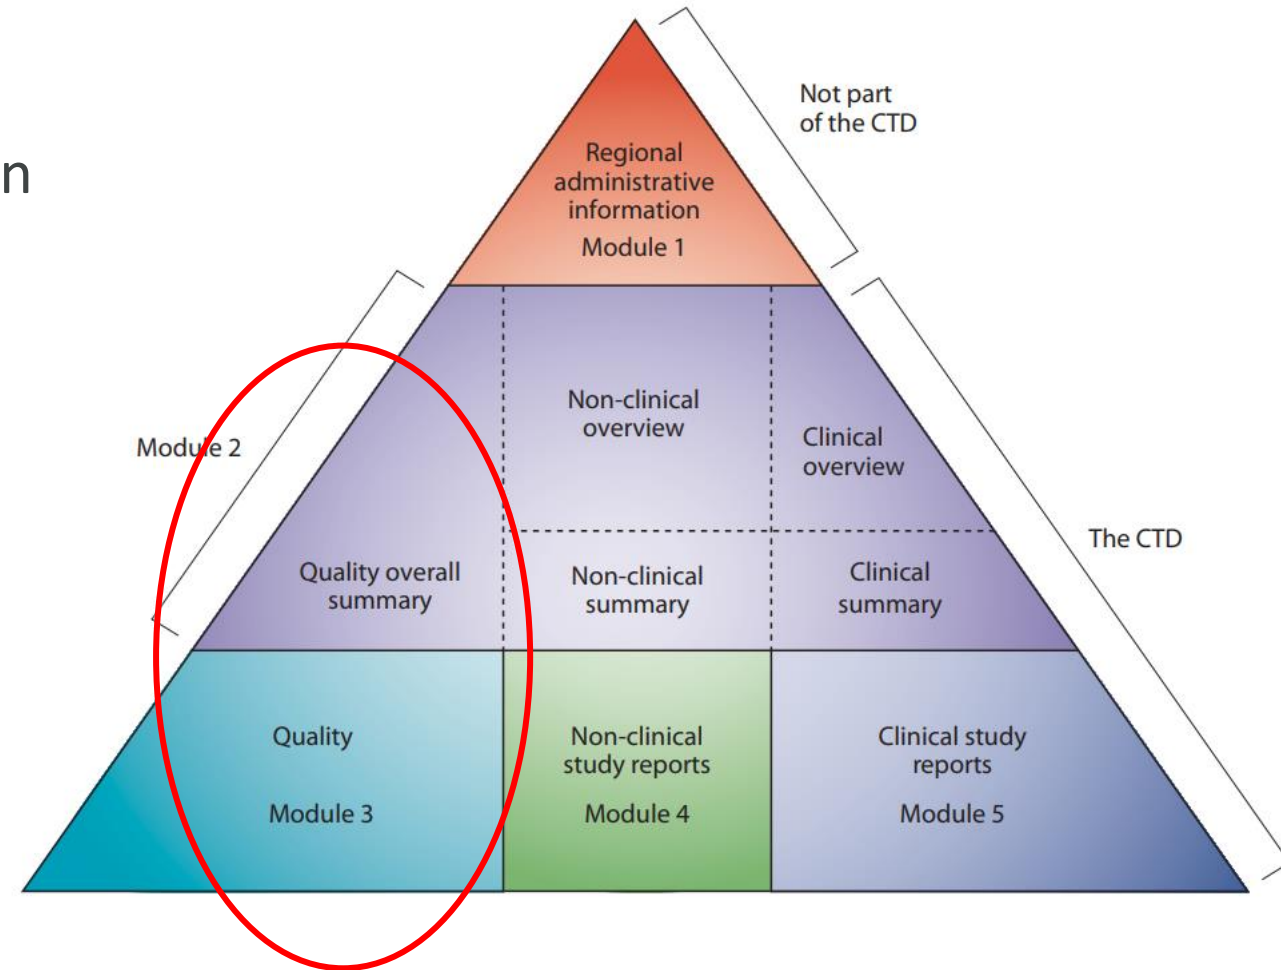 n
Not part
of the CTD
Regional
administrative
information
Module 1
Module 2
Non-clinical
overview
Clinical
overview
The CTD
Quality overall
summary
Non-clinical
summary
Clinical
summary
Quality
Module 3
Non-clinical
study reports
Module 4
Clinical study
reports
Module 5